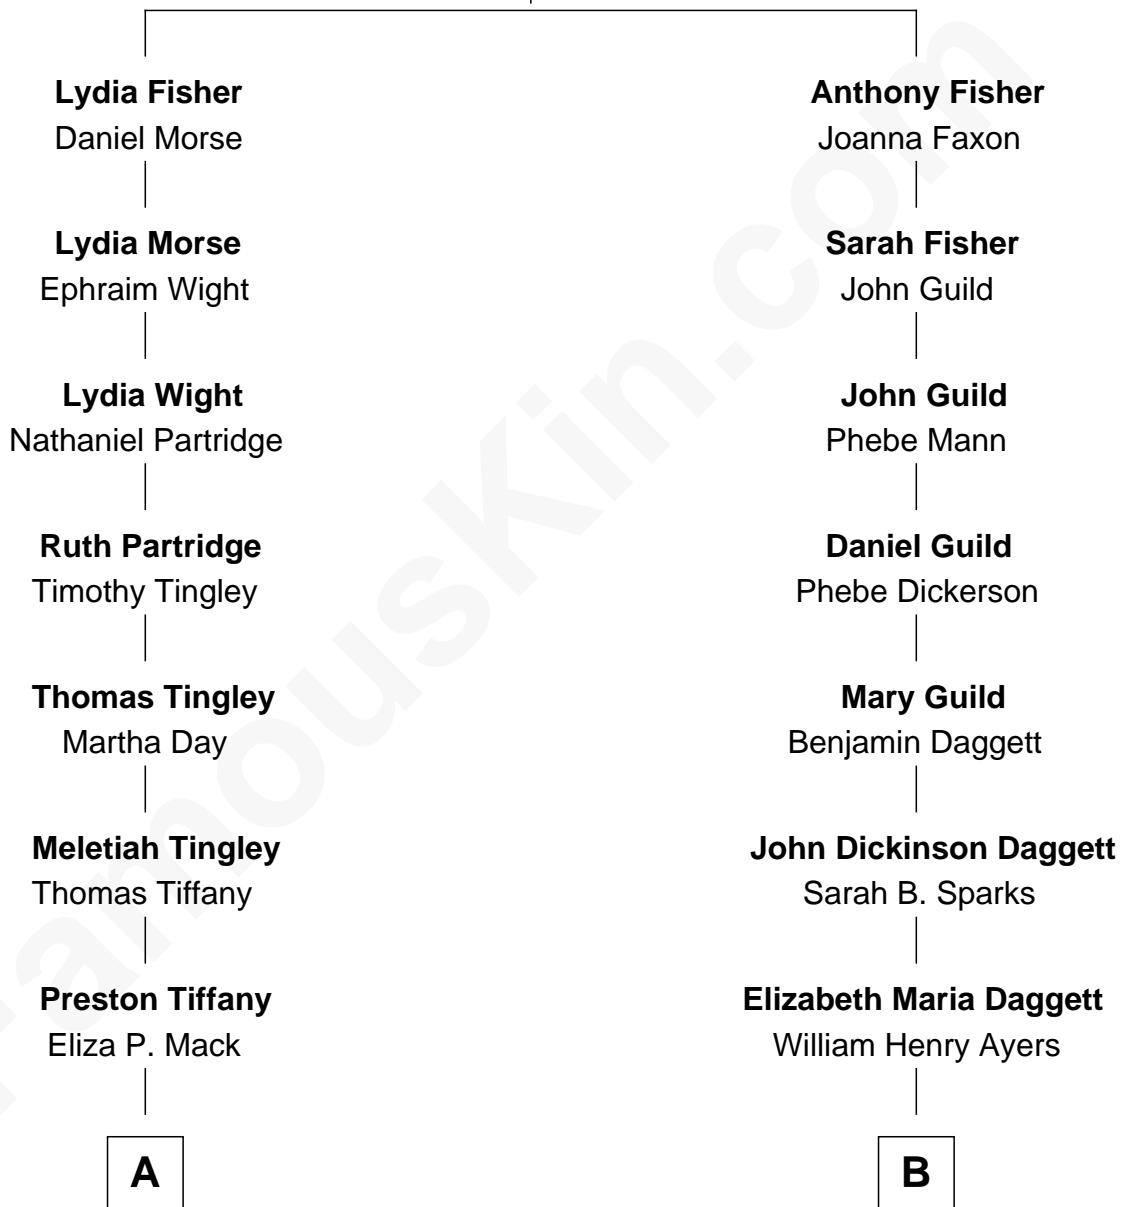 Lydia Fisher
Daniel Morse
Anthony Fisher
Joanna Faxon
Lydia Morse
Ephraim Wight
Sarah Fisher
John Guild
Lydia Wight
Nathaniel Partridge
John Guild
Phebe Mann
Ruth Partridge
Timothy Tingley
Daniel Guild
Phebe Dickerson
Thomas Tingley
Martha Day
Mary Guild
Benjamin Daggett
Meletiah Tingley
Thomas Tiffany
John Dickinson Daggett
Sarah B. Sparks
Preston Tiffany
Eliza P. Mack
Elizabeth Maria Daggett
William Henry Ayers
A
B
FamousKin.com